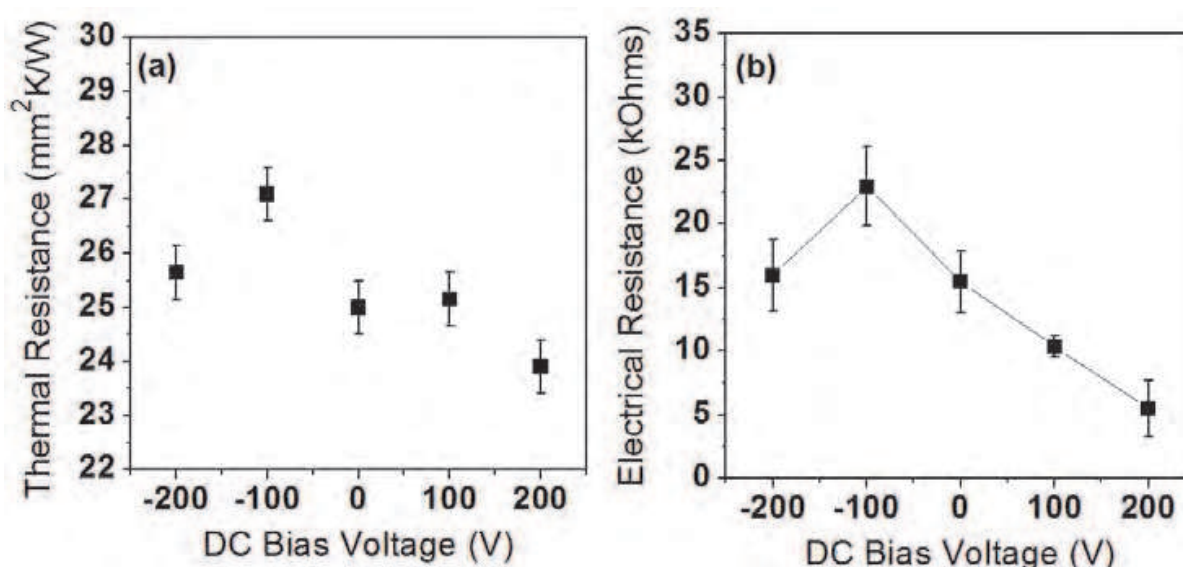 (a)
Thermal Resistance (mm²K/W)
30
29
28
27
26
25
24
23
22
-200 -100 0 100 200
DC Bias Voltage (V)
(b)
Electrical Resistance (kOhms)
35
30
25
20
15
10
5
0
-200 -100 0 100 200
DC Bias Voltage (V)